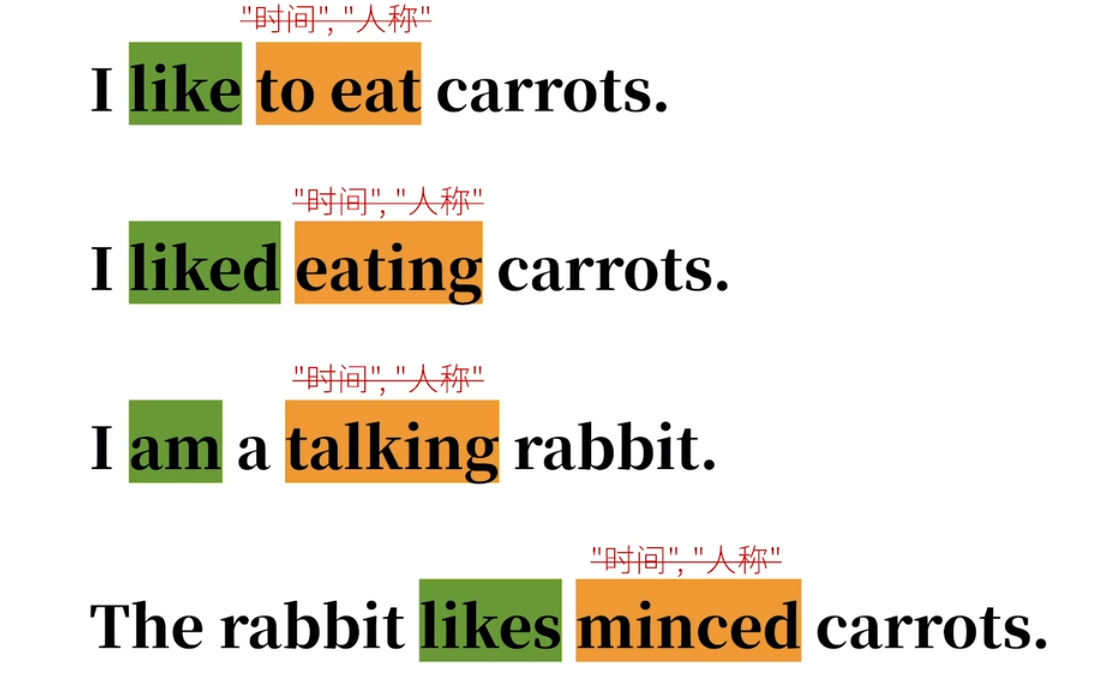 "时间", "人称"
I like to eat carrots.
"时间", "人称"
I liked eating carrots.
"时间", "人称"
I am a talking rabbit.
"时间", "人称"
The rabbit likes minced carrots.